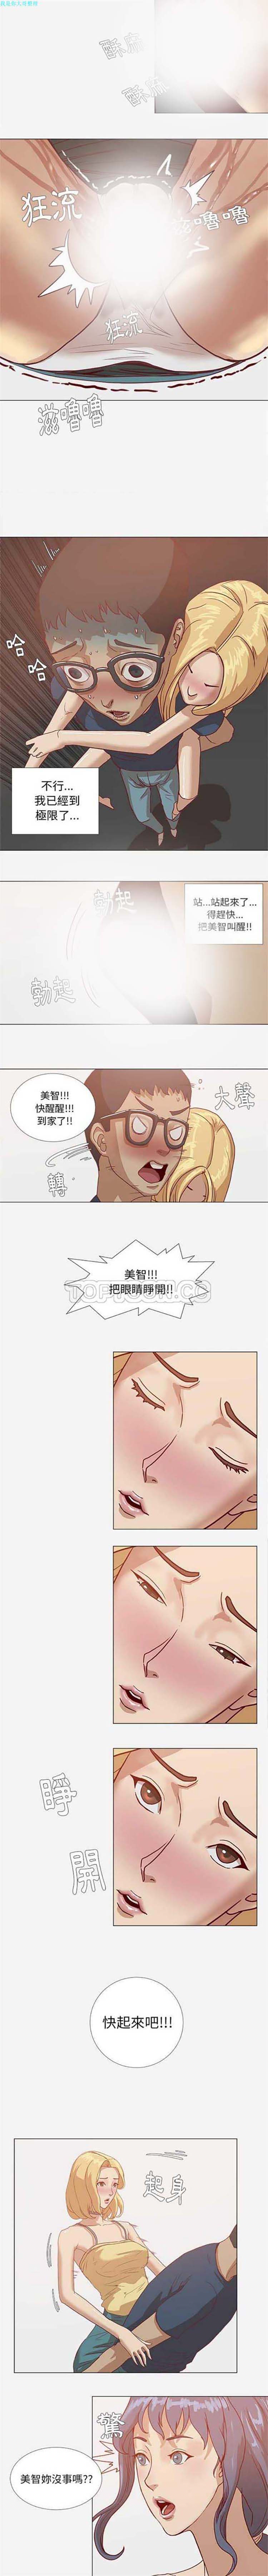 酥麻
酥麻
狂流
滋嚕嚕
狂流
滋嚕嚕
哈
哈
不行...
我已經到
極限了...
勃起
站...站起來了...
得趕快...
把美智叫醒!!
勃起
美智!!!
快醒醒!!!
到家了!!
大聲
轉
美智!!!
把眼睛睜開!!
TOPTOON.CO
睜
開
快起來吧!!!
起身
驚
美智妳沒事嗎??